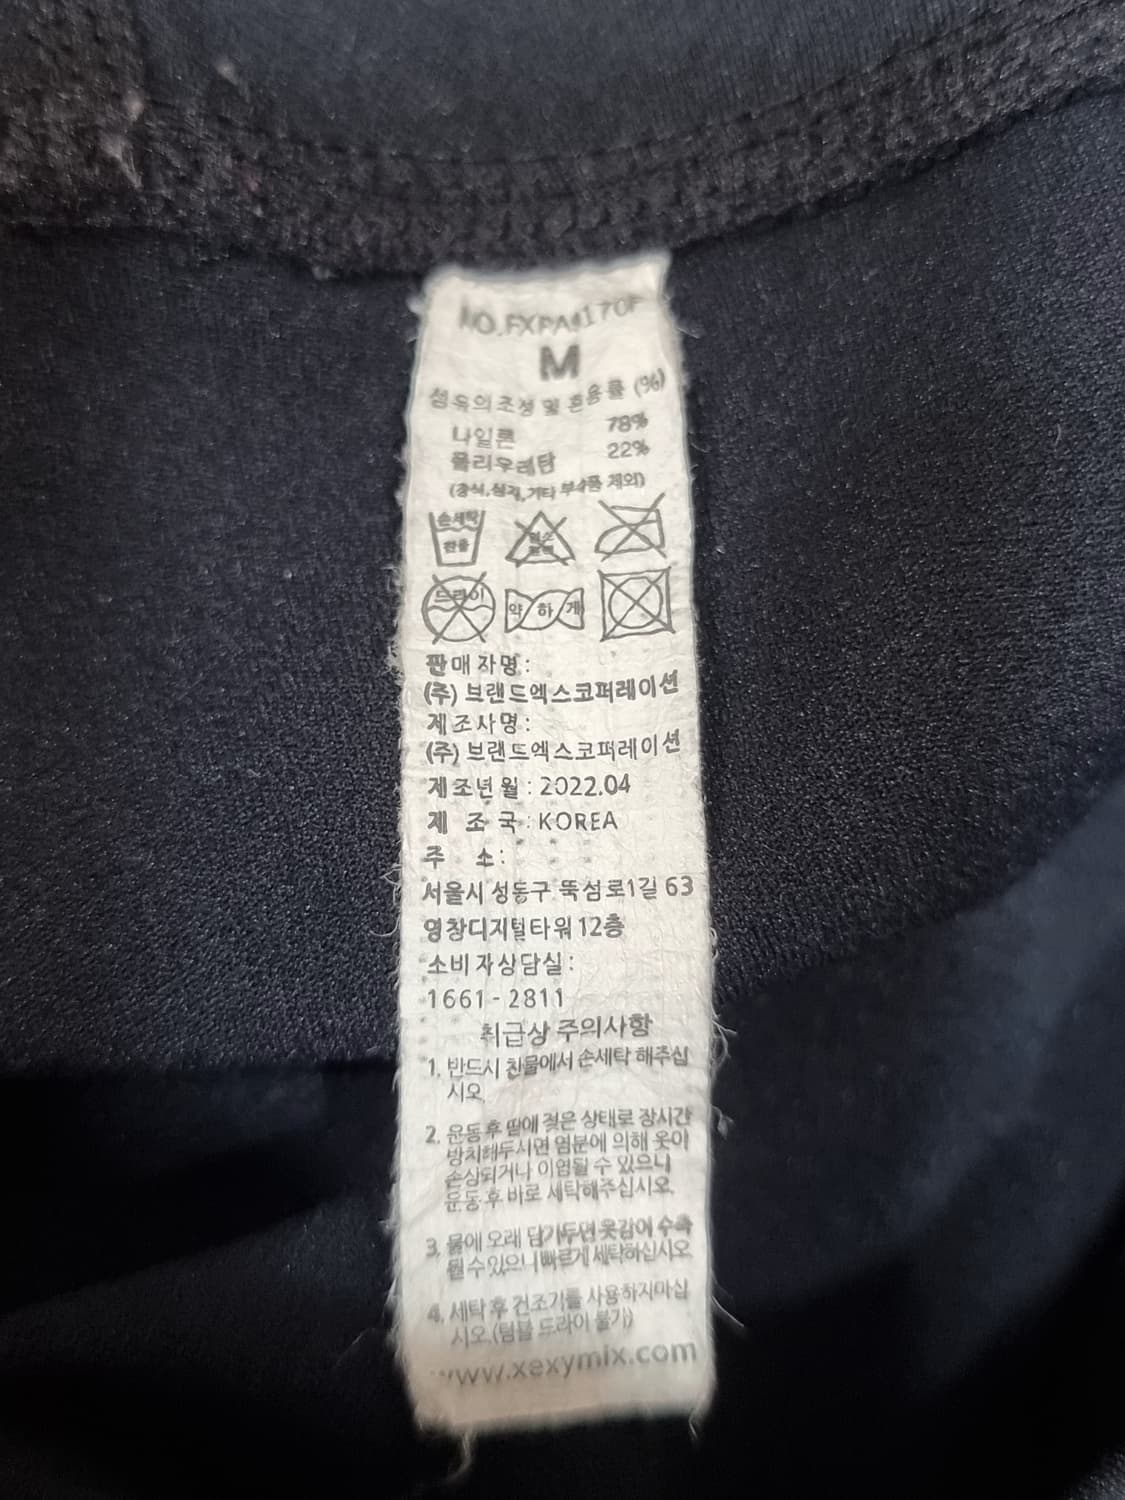 NO.FXPA4170F
M
섬유의조성 및 혼용률 (%)
나일론 78%
폴리우레탄 22%
(장식,심지,기타 부속품 제외)
손세탁
찬물
염소
표백
드라이
약 하 게
판매자명:
(주) 브랜드엑스코퍼레이션
제조사명:
(주) 브랜드엑스코퍼레이션
제조년월: 2022.04
제 조 국: KOREA
주 소:
서울시 성동구 뚝섬로1길 63
영창디지털타워 12층
소비자상담실:
1661-2811
취급상 주의사항
1. 반드시 찬물에서 손세탁 해주십
시오.
2. 운동 후 땀에 젖은 상태로 장시간
방치해두시면 염분에 의해 옷이
손상되거나 이염될 수 있으니
운동 후 바로 세탁해주십시오.
3. 물에 오래 담가두면 옷감이 수축
될 수 있으니 빠르게 세탁하십시오
4. 세탁 후 건조기를 사용하지마십
시오.(텀블 드라이 불가)
www.xexymix.com